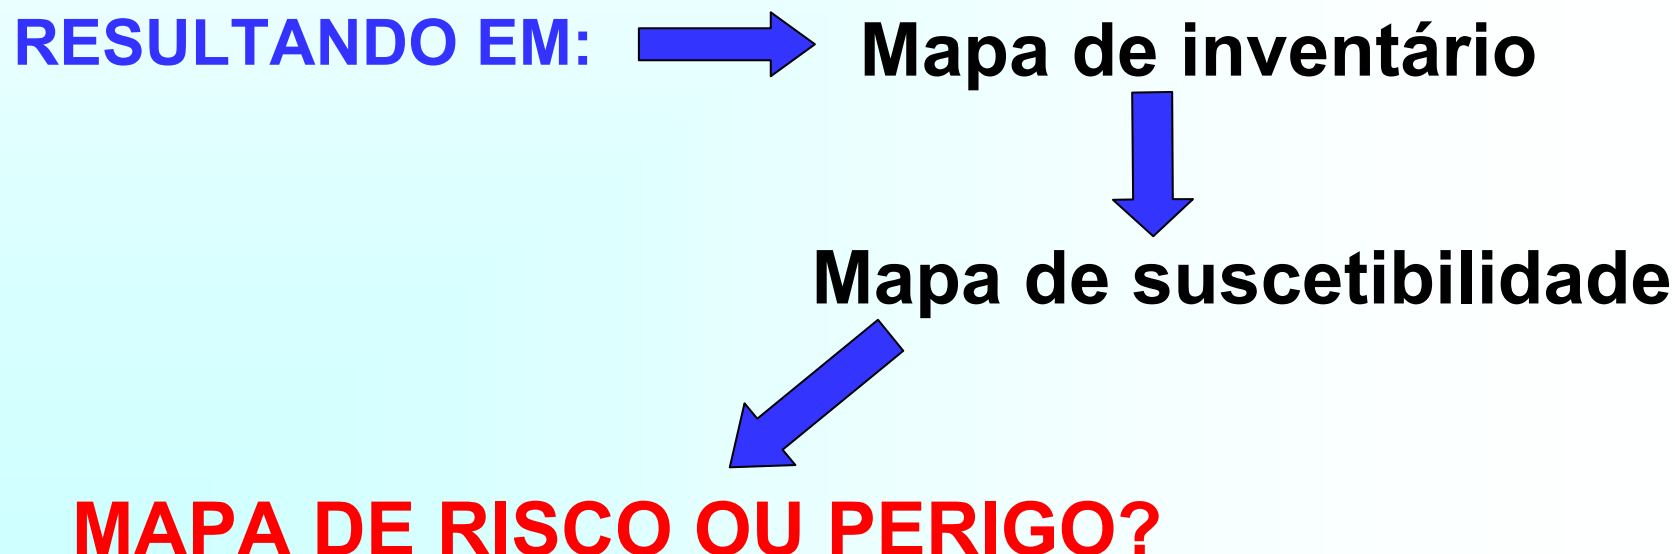 RESULTANDO EM:
Mapa de inventário
Mapa de suscetibilidade
MAPA DE RISCO OU PERIGO?